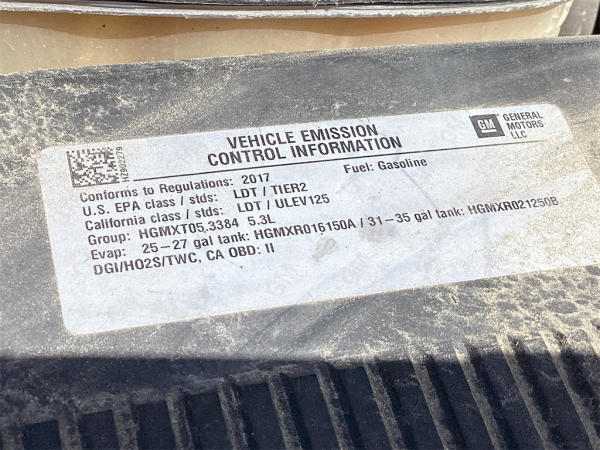 VEHICLE EMISSION
CONTROL INFORMATION
GM
GENERAL
MOTORS
LLC
Conforms to Regulations: 2017
Fuel: Gasoline
U.S. EPA class / stds: LDT / TIER2
California class / stds: LDT / ULEV125
Group: HGMXT05.3384 5.3L
Evap: 25-27 gal tank: HGMXR016150A / 31-35 gal tank: HGMXR021250B
DGI/HO2S/TWC, CA OBD: II